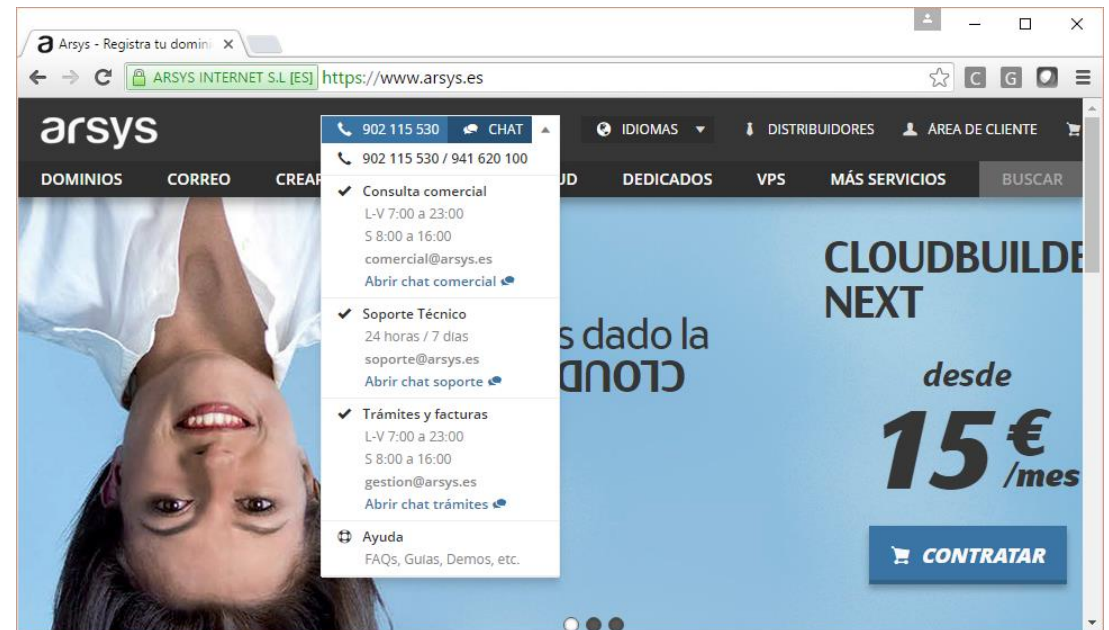 Arsys - Registra tu domini
ARSYS INTERNET S.L [ES] https://www.arsys.es
C G
arsys
902 115 530 CHAT IDIOMAS DISTRIBUIDORES ÁREA DE CLIENTE
902 115 530 / 941 620 100
DOMINIOS CORREO CREAR UD DEDICADOS VPS MÁS SERVICIOS BUSCAR
Consulta comercial
L-V 7:00 a 23:00
S 8:00 a 16:00
comercial@arsys.es
Abrir chat comercial
Soporte Técnico
24 horas / 7 días
soporte@arsys.es
Abrir chat soporte
Trámites y facturas
L-V 7:00 a 23:00
S 8:00 a 16:00
gestion@arsys.es
Abrir chat trámites
Ayuda
FAQs, Guías, Demos, etc.
s dado la
CLOUD
CLOUDBUILDE
NEXT
desde
15 €
/mes
CONTRATAR